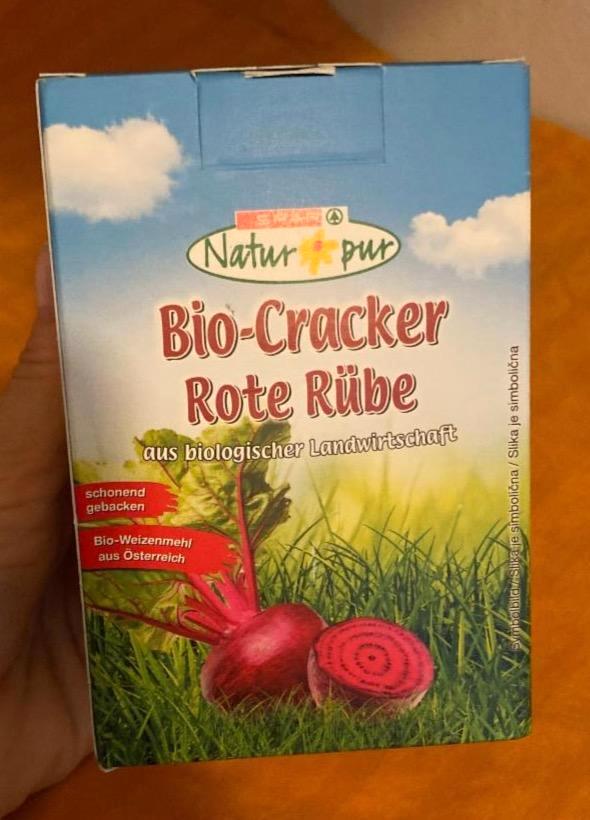 SPAR
Natur pur
Bio-Cracker
Rote Rübe
aus biologischer Landwirtschaft
schonend
gebacken
Bio-Weizenmehl
aus Österreich
Symbolbild / Slika je simbolična / Slika je simbolična